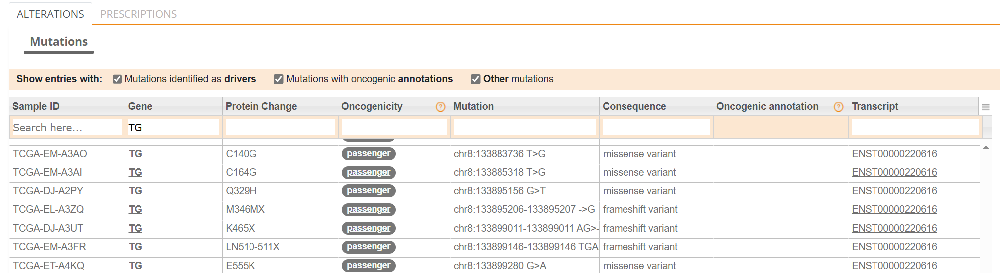 ALTERATIONS PRESCRIPTIONS
Mutations
Show entries with: Mutations identified as drivers Mutations with oncogenic annotations Other mutations
Sample ID Gene Protein Change Oncogenicity ? Mutation Consequence Oncogenic annotation ? Transcript
Search here... TG
TCGA-EM-A3AO TG C140G passenger chr8:133883736 T>G missense variant ENST00000220616
TCGA-EM-A3AI TG C164G passenger chr8:133885318 T>G missense variant ENST00000220616
TCGA-DJ-A2PY TG Q329H passenger chr8:133895156 G>T missense variant ENST00000220616
TCGA-EL-A3ZQ TG M346MX passenger chr8:133895206-133895207 ->G frameshift variant ENST00000220616
TCGA-DJ-A3UT TG K465X passenger chr8:133899011-133899011 AG>- frameshift variant ENST00000220616
TCGA-EM-A3FR TG LN510-511X passenger chr8:133899146-133899146 TGA frameshift variant ENST00000220616
TCGA-ET-A4KQ TG E555K passenger chr8:133899280 G>A missense variant ENST00000220616